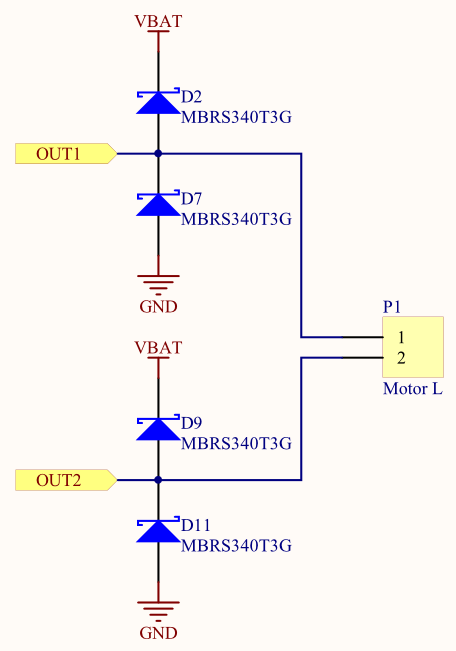 VBAT
D2
MBRS340T3G
OUT1
D7
MBRS340T3G
GND
P1
1
2
Motor L
VBAT
D9
MBRS340T3G
OUT2
D11
MBRS340T3G
GND